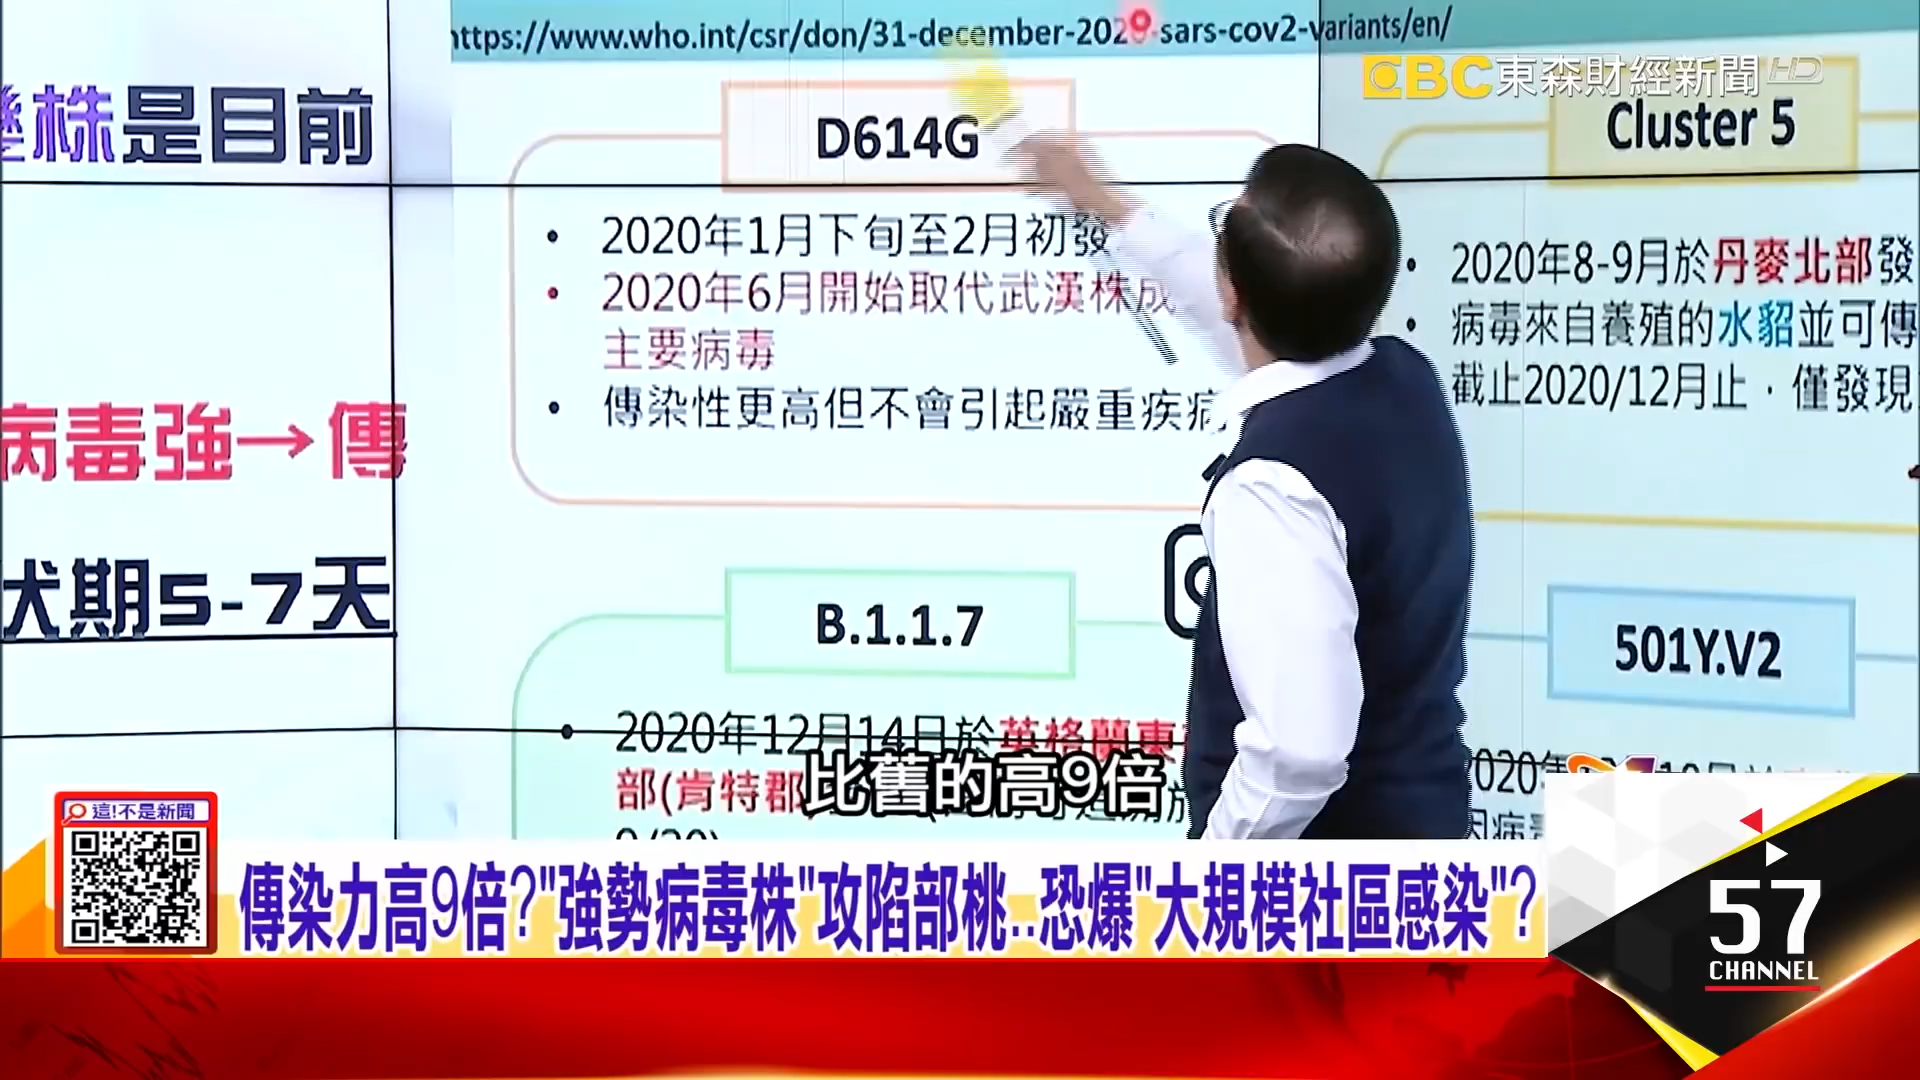 https://www.who.int/csr/don/31-december-2020-sars-cov2-variants/en/
EBC東森財經新聞HD
株是目前
病毒強→傳
伏期5-7天
D614G
2020年1月下旬至2月初發
2020年6月開始取代武漢株成
主要病毒
傳染性更高但不會引起嚴重疾病
Cluster 5
2020年8-9月於丹麥北部發
病毒來自養殖的水貂並可傳
截止2020/12月止，僅發現
B.1.1.7
2020年12月14日於英格蘭東
部(肯特郡
501Y.V2
比舊的高9倍
這!不是新聞
傳染力高9倍?"強勢病毒株"攻陷部桃..恐爆"大規模社區感染"?
57
CHANNEL